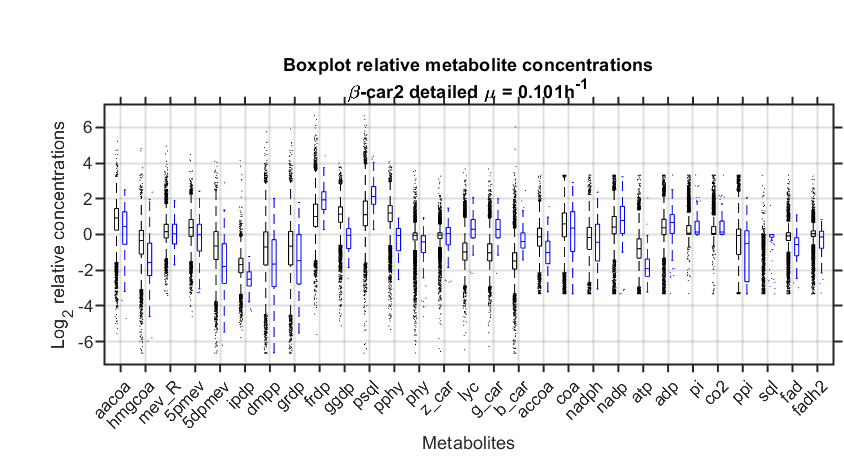 Boxplot relative metabolite concentrations
β-car2 detailed μ = 0.101h-1
Log2 relative concentrations
6
4
2
0
-2
-4
-6
aacoa
hmgcoa
mev_R
5pmev
5dpmev
ipdp
dmpp
grdp
frdp
ggdp
psql
pphy
phy
z_car
lyc
g_car
b_car
accoa
coa
nadph
nadp
atp
adp
pi
co2
ppi
sql
fad
fadh2
Metabolites